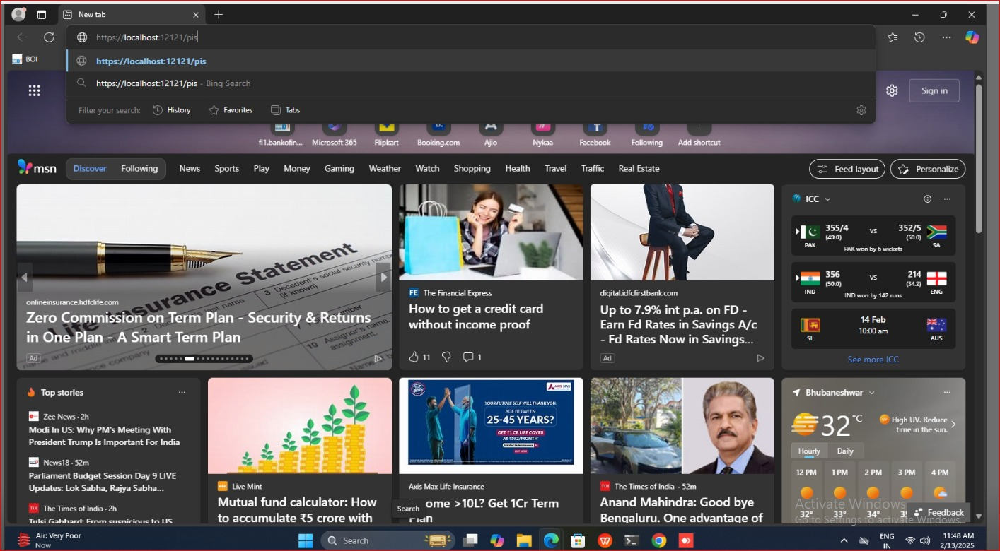 New tab
https://localhost:12121/pis
BOI
https://localhost:12121/pis
https://localhost:12121/pis - Bing Search
Filter your search: History Favorites Tabs
Sign in
fi1.bankofin... Microsoft 365 Flipkart Booking.com Ajio Nykaa Facebook Following Add shortcut
msn Discover Following News Sports Play Money Gaming Weather Watch Shopping Health Travel Traffic Real Estate Feed layout Personalize
Life Insurance Statement
3 Decedent's social security number
(if known)
onlineinsurance.hdfclife.com
Zero Commission on Term Plan - Security & Returns
in One Plan - A Smart Term Plan
Ad
FE The Financial Express
How to get a credit card
without income proof
11 1
digital.idfcfirstbank.com
Up to 7.9% int p.a. on FD -
Earn Fd Rates in Savings A/c
- Fd Rates Now in Savings...
Ad
ICC
355/4 vs 352/5
(49.0) (50.0)
PAK SA
PAK won by 6 wickets
356 vs 214
(50.0) (34.2)
IND ENG
IND won by 142 runs
14 Feb
10:00 am
SL AUS
See more ICC
Top stories
Zee News · 2h
Modi In US: Why PM's Meeting With
President Trump Is Important For India
News18 · 52m
Parliament Budget Session Day 9 LIVE
Updates: Lok Sabha, Rajya Sabha...
TOI The Times of India · 2h
Tulsi Gabbard: From suspicious to US
Live Mint
Mutual fund calculator: How
to accumulate ₹5 crore with
AXIS MAX
YOUR FUTURE SELF WILL THANK YOU.
AGE BETWEEN
25-45 YEARS?
GET ₹1 CR LIFE COVER
AT ₹592/MONTH
Axis Max Life Insurance
Income >10L? Get 1Cr Term
Plan
Search
TOI The Times of India · 52m
Anand Mahindra: Good bye
Bengaluru. One advantage of
Bhubaneshwar
32 °C
High UV. Reduce
time in the sun.
Hourly Daily
12 PM 1 PM 2 PM 3 PM 4 PM
32° 33° 34°
Activate Windows
Go to Settings to activate Windows.
Feedback
Air: Very Poor
Now
Search
ENG
IN
11:48 AM
2/13/2025